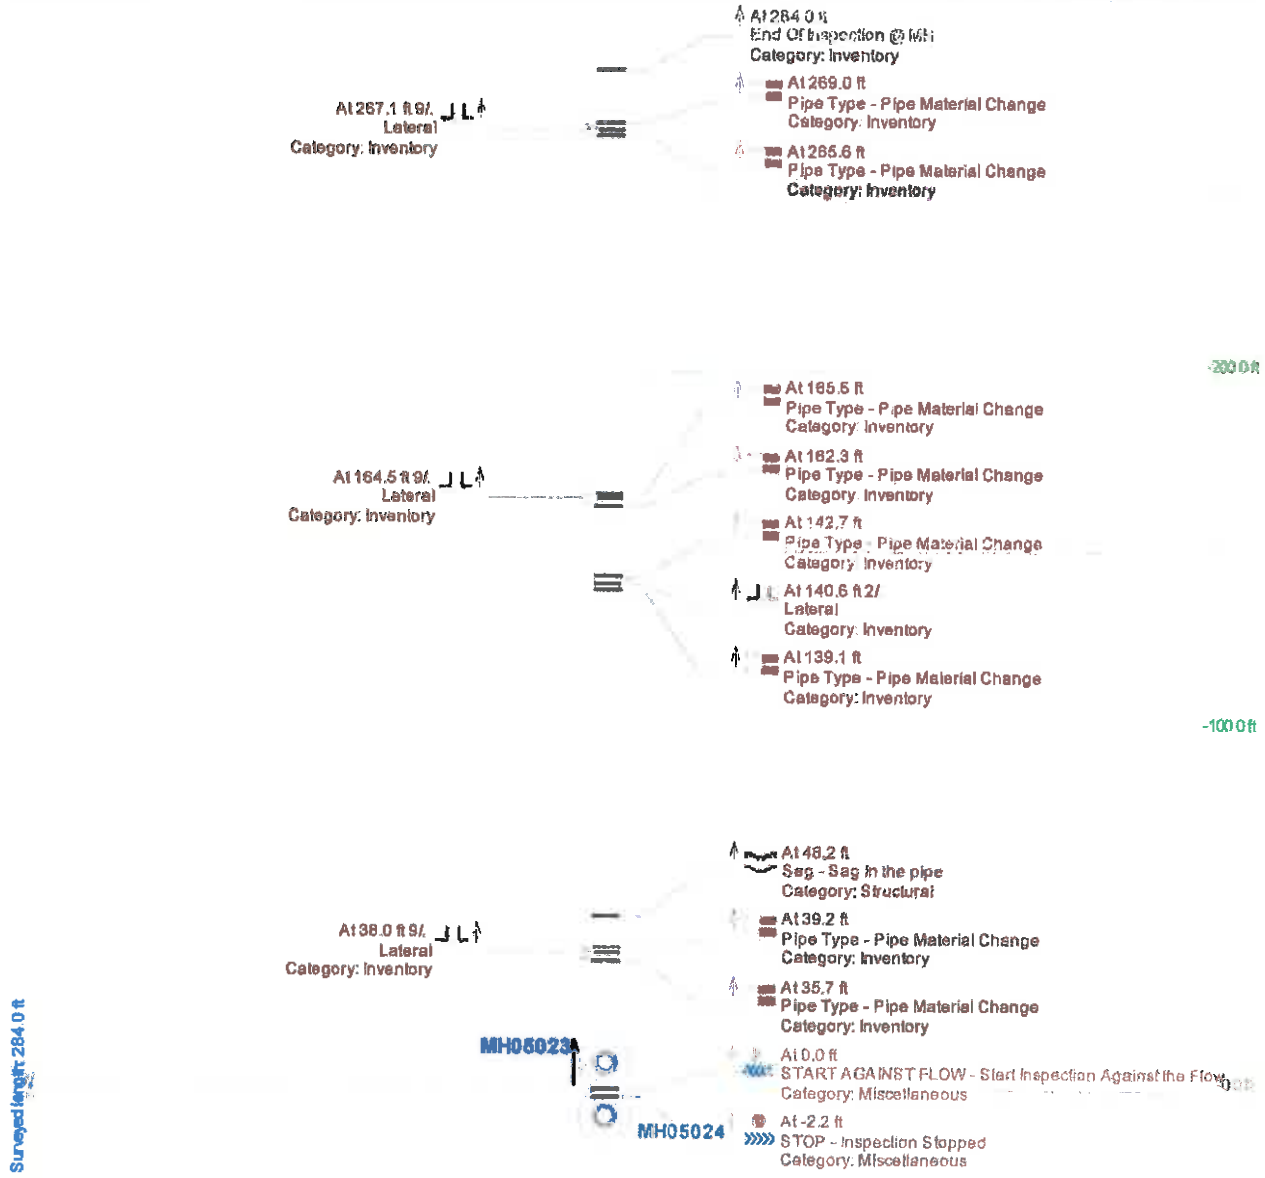 At 284.0 ft
End Of Inspection @ MH
Category: Inventory
At 269.0 ft
Pipe Type - Pipe Material Change
Category: Inventory
At 267.1 ft 9/.
Lateral
Category: Inventory
At 265.6 ft
Pipe Type - Pipe Material Change
Category: Inventory
-200.0 ft
At 165.5 ft
Pipe Type - Pipe Material Change
Category: Inventory
At 164.5 ft 9/.
Lateral
Category: Inventory
At 162.3 ft
Pipe Type - Pipe Material Change
Category: Inventory
At 142.7 ft
Pipe Type - Pipe Material Change
Category: Inventory
At 140.6 ft 2/
Lateral
Category: Inventory
At 139.1 ft
Pipe Type - Pipe Material Change
Category: Inventory
-100.0 ft
At 48.2 ft
Sag - Sag in the pipe
Category: Structural
At 39.2 ft
Pipe Type - Pipe Material Change
Category: Inventory
At 38.0 ft 9/.
Lateral
Category: Inventory
At 35.7 ft
Pipe Type - Pipe Material Change
Category: Inventory
MH05023
At 0.0 ft
START AGAINST FLOW - Start Inspection Against the Flow
Category: Miscellaneous
MH05024
At -2.2 ft
STOP - Inspection Stopped
Category: Miscellaneous
Surveyed length: 284.0 ft